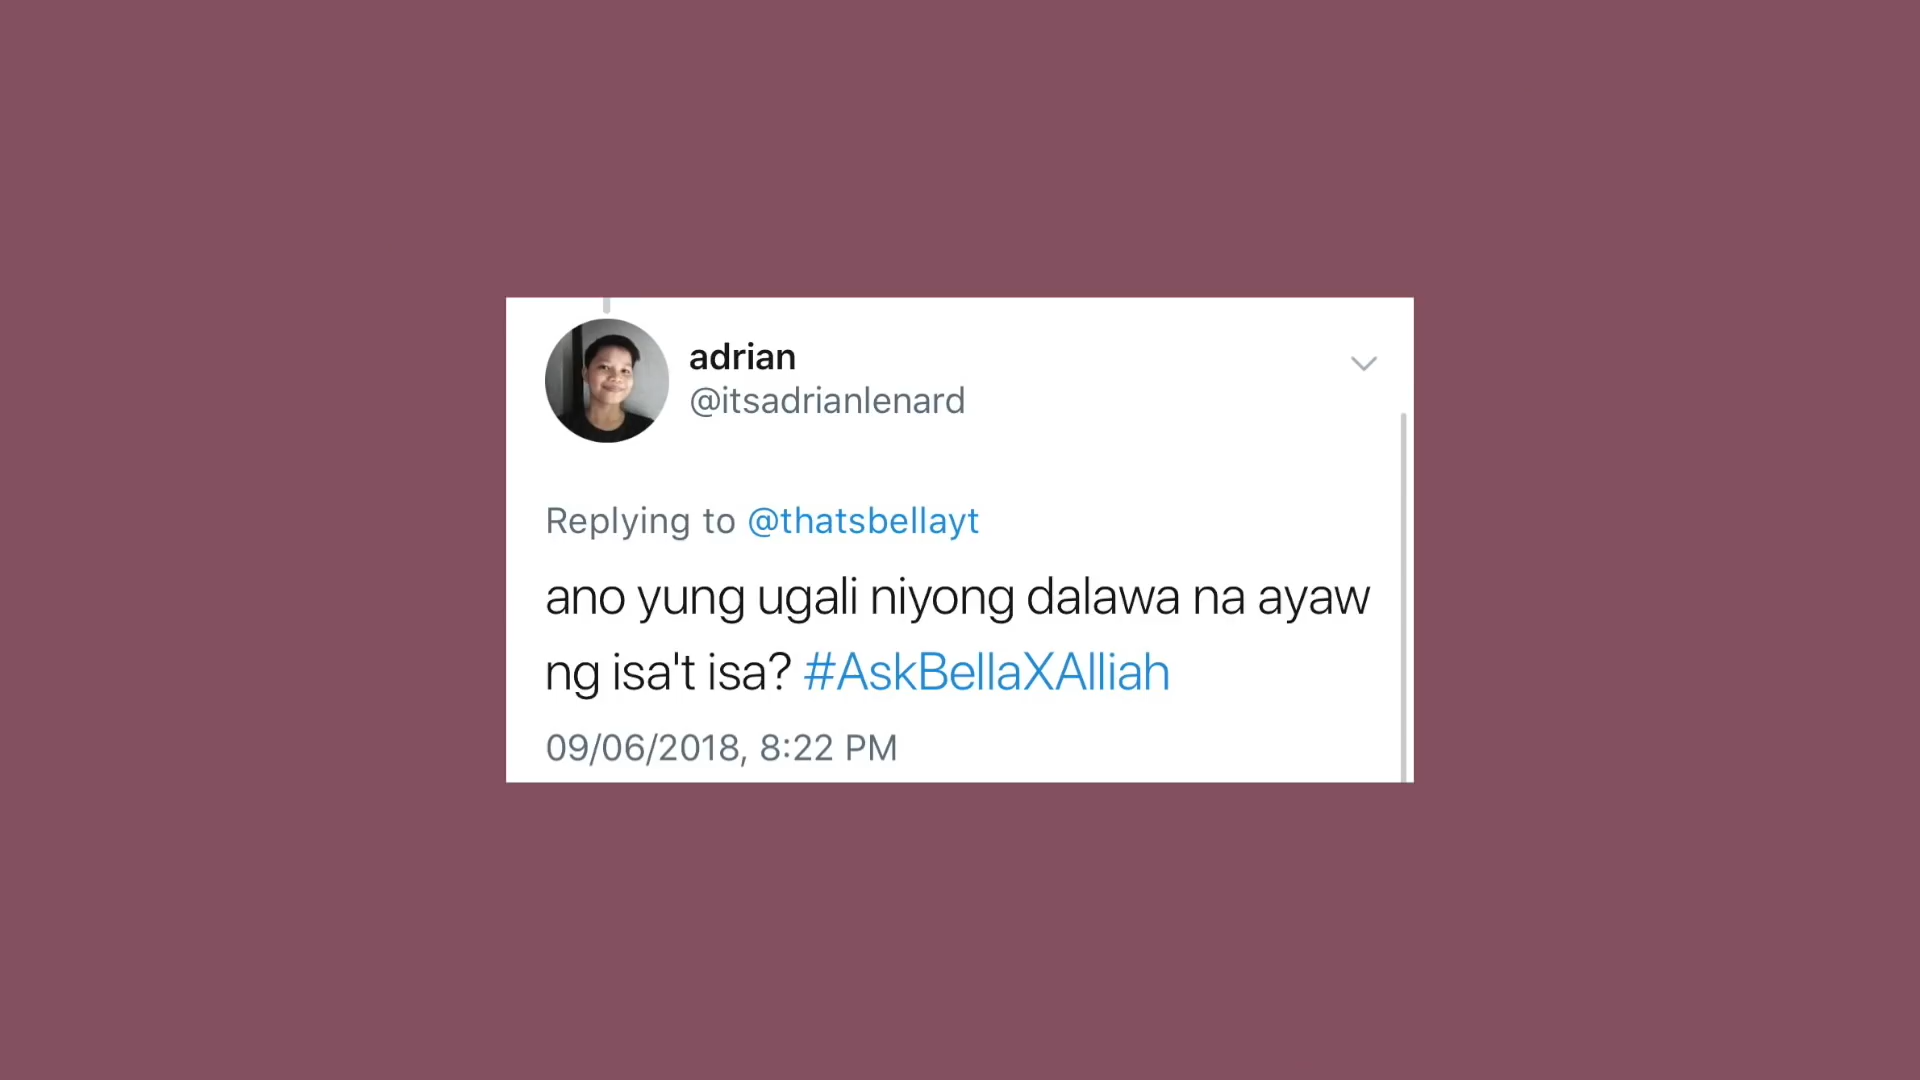 adrian
@itsadrianlenard
Replying to @thatsbellayt
ano yung ugali niyong dalawa na ayaw
ng isa't isa? #AskBellaXAlliah
09/06/2018, 8:22 PM